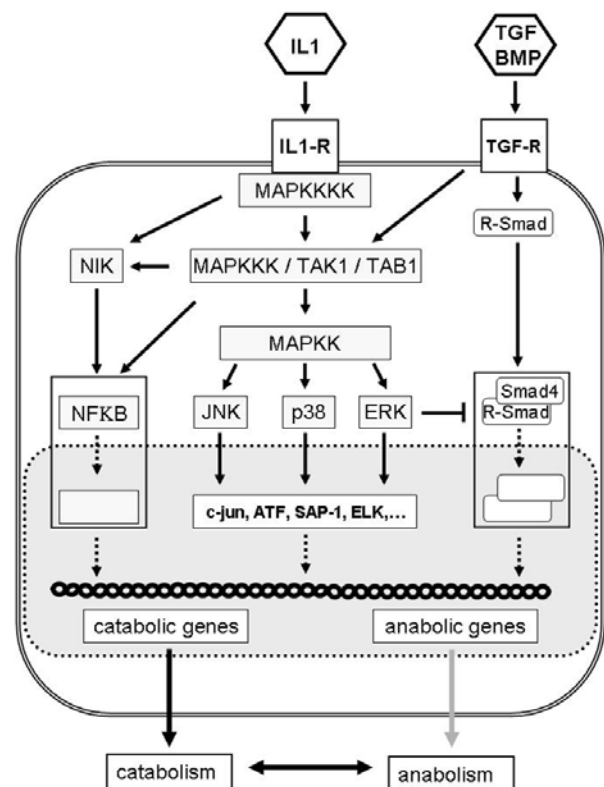 IL1
TGF
BMP
IL1-R
TGF-R
MAPKKKK
R-Smad
NIK
MAPKKK / TAK1 / TAB1
MAPKK
NFKB
JNK
p38
ERK
Smad4
R-Smad
c-jun, ATF, SAP-1, ELK,...
catabolic genes
anabolic genes
catabolism
anabolism